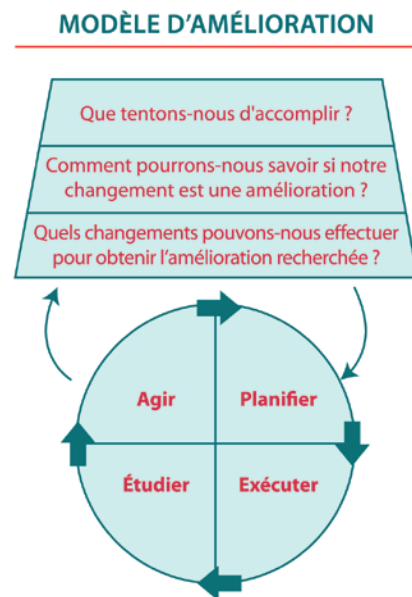 MODÈLE D'AMÉLIORATION
Que tentons-nous d'accomplir ?
Comment pourrons-nous savoir si notre
changement est une amélioration ?
Quels changements pouvons-nous effectuer
pour obtenir l'amélioration recherchée ?
Agir
Planifier
Étudier
Exécuter